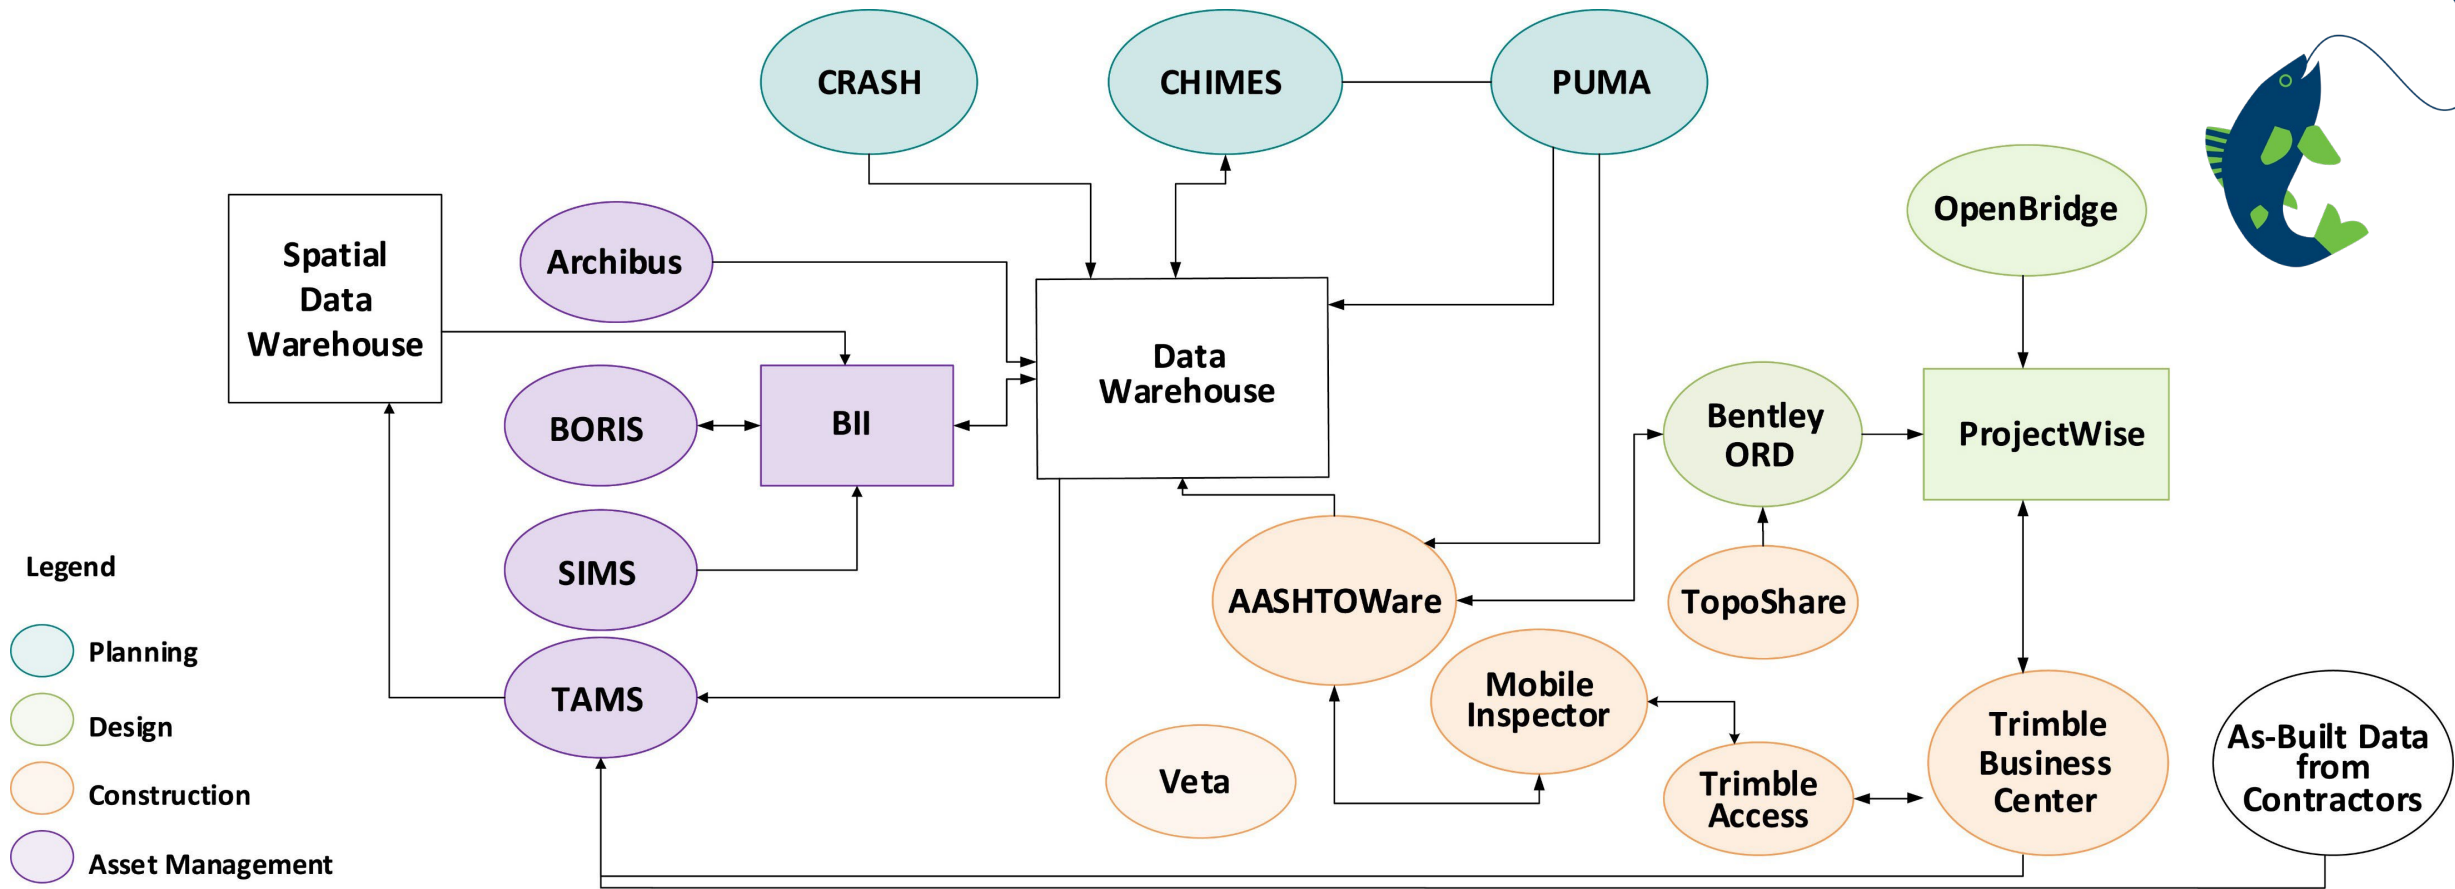 CRASH
CHIMES
PUMA
OpenBridge
Spatial
Data
Warehouse
Archibus
Data
Warehouse
BORIS
BII
Bentley
ORD
ProjectWise
SIMS
AASHTOWare
TopoShare
TAMS
Mobile
Inspector
Veta
Trimble
Access
Trimble
Business
Center
As-Built Data
from
Contractors
Legend
Planning
Design
Construction
Asset Management